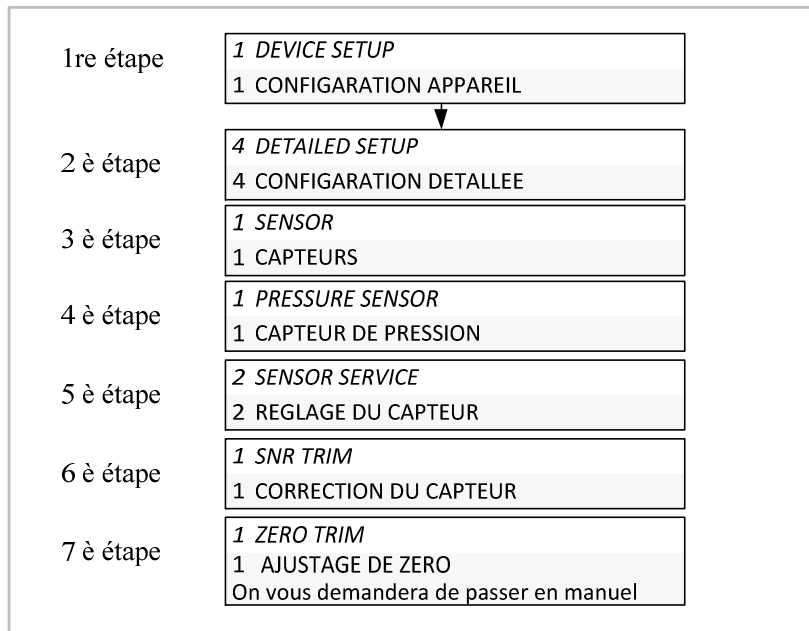 1re étape
1 DEVICE SETUP
1 CONFIGARATION APPAREIL
2 è étape
4 DETAILED SETUP
4 CONFIGARATION DETALLEE
3 è étape
1 SENSOR
1 CAPTEURS
4 è étape
1 PRESSURE SENSOR
1 CAPTEUR DE PRESSION
5 è étape
2 SENSOR SERVICE
2 REGLAGE DU CAPTEUR
6 è étape
1 SNR TRIM
1 CORRECTION DU CAPTEUR
7 è étape
1 ZERO TRIM
1 AJUSTAGE DE ZERO
On vous demandera de passer en manuel